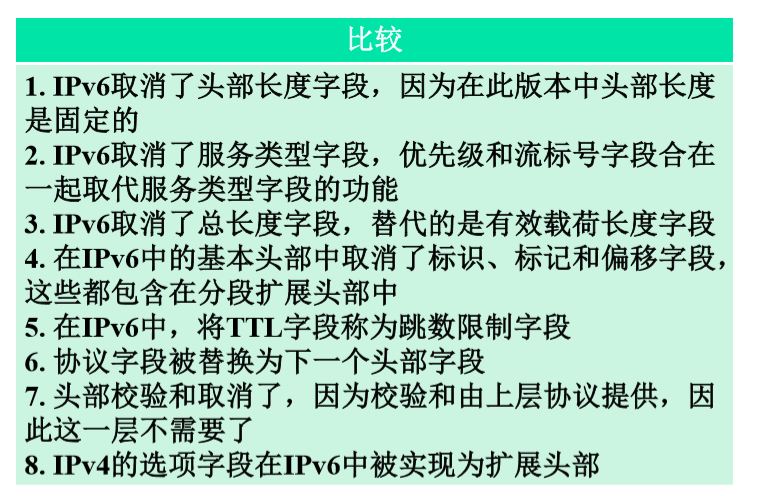 比较
1. IPv6取消了头部长度字段，因为在此版本中头部长度
是固定的
2. IPv6取消了服务类型字段，优先级和流标号字段合在
一起取代服务类型字段的功能
3. IPv6取消了总长度字段，替代的是有效载荷长度字段
4. 在IPv6中的基本头部中取消了标识、标记和偏移字段，
这些都包含在分段扩展头部中
5. 在IPv6中，将TTL字段称为跳数限制字段
6. 协议字段被替换为下一个头部字段
7. 头部校验和取消了，因为校验和由上层协议提供，因
此这一层不需要了
8. IPv4的选项字段在IPv6中被实现为扩展头部